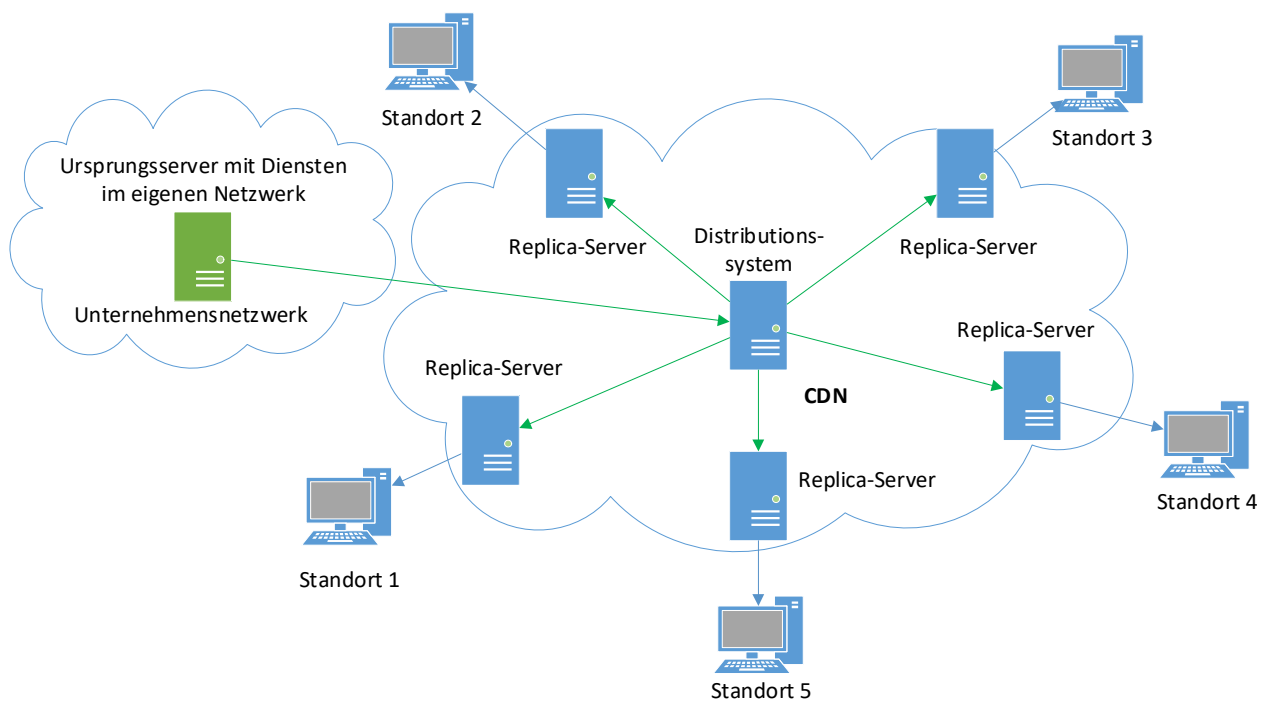 Standort 2
Standort 3
Ursprungsserver mit Diensten
im eigenen Netzwerk
Unternehmensnetzwerk
Replica-Server
Distributions-
system
Replica-Server
Replica-Server
Replica-Server
CDN
Replica-Server
Standort 4
Standort 1
Standort 5